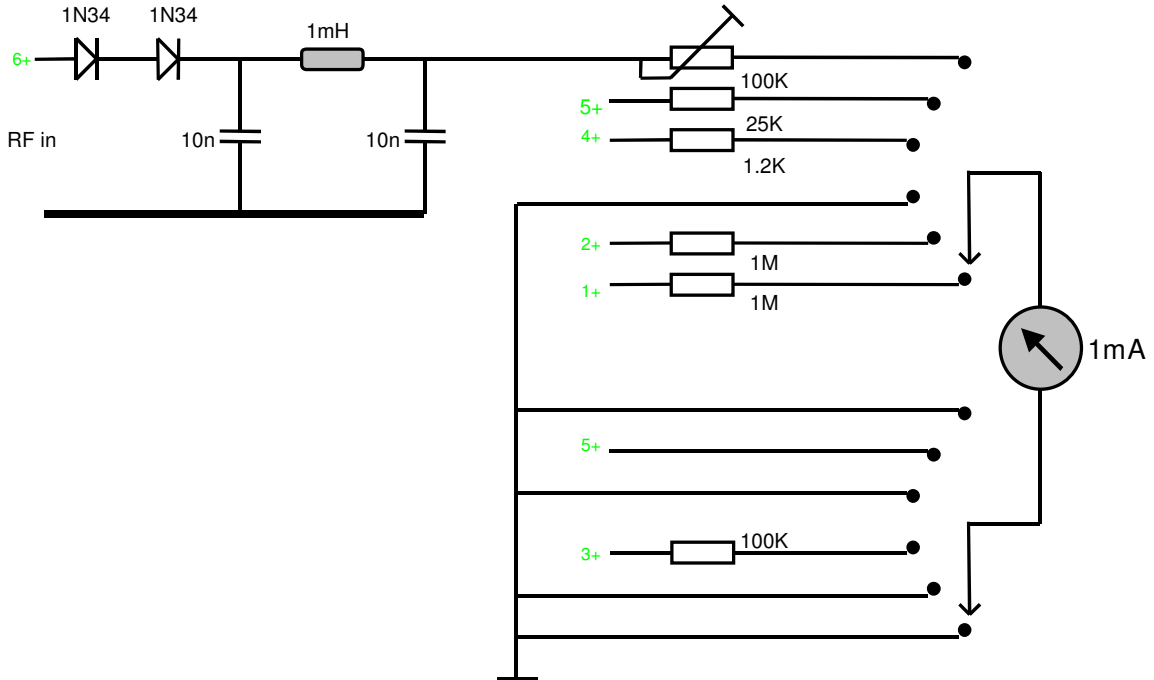 1N34 1N34
1mH
6+
100K
5+
25K
4+
RF in 10n 10n
1.2K
2+
1M
1+
1M
1mA
5+
100K
3+